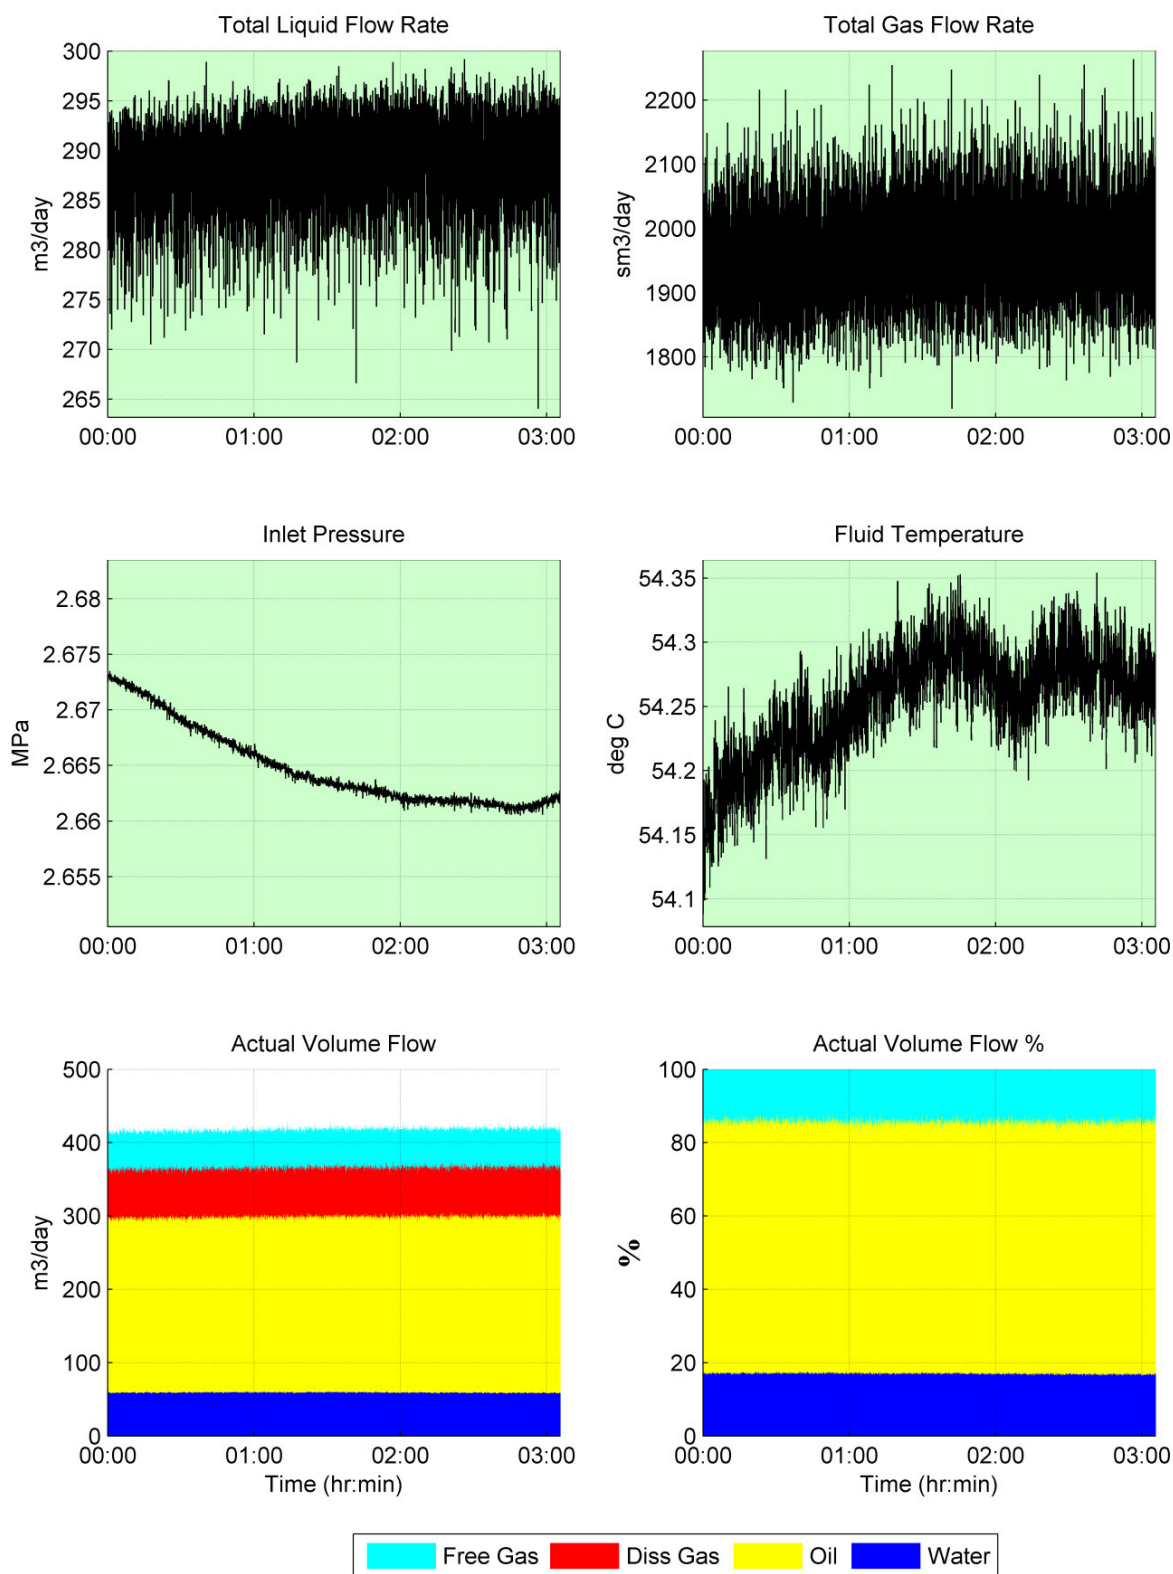 Total Liquid Flow Rate
300
295
290
285
280
275
270
265
m3/day
00:00 01:00 02:00 03:00
Total Gas Flow Rate
2200
2100
2000
1900
1800
sm3/day
00:00 01:00 02:00 03:00
Inlet Pressure
2.68
2.675
2.67
2.665
2.66
2.655
MPa
00:00 01:00 02:00 03:00
Fluid Temperature
54.35
54.3
54.25
54.2
54.15
54.1
deg C
00:00 01:00 02:00 03:00
Actual Volume Flow
500
400
300
200
100
0
m3/day
00:00 01:00 02:00 03:00
Time (hr:min)
Actual Volume Flow %
100
80
60
40
20
0
%
00:00 01:00 02:00 03:00
Time (hr:min)
Free Gas Diss Gas Oil Water